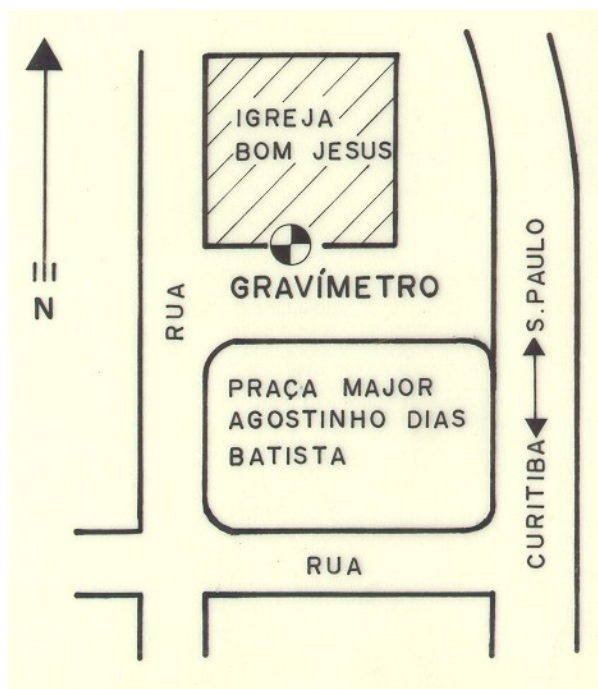 IGREJA
BOM JESUS
GRAVÍMETRO
N
RUA
S. PAULO
PRAÇA MAJOR
AGOSTINHO DIAS
BATISTA
CURITIBA
RUA